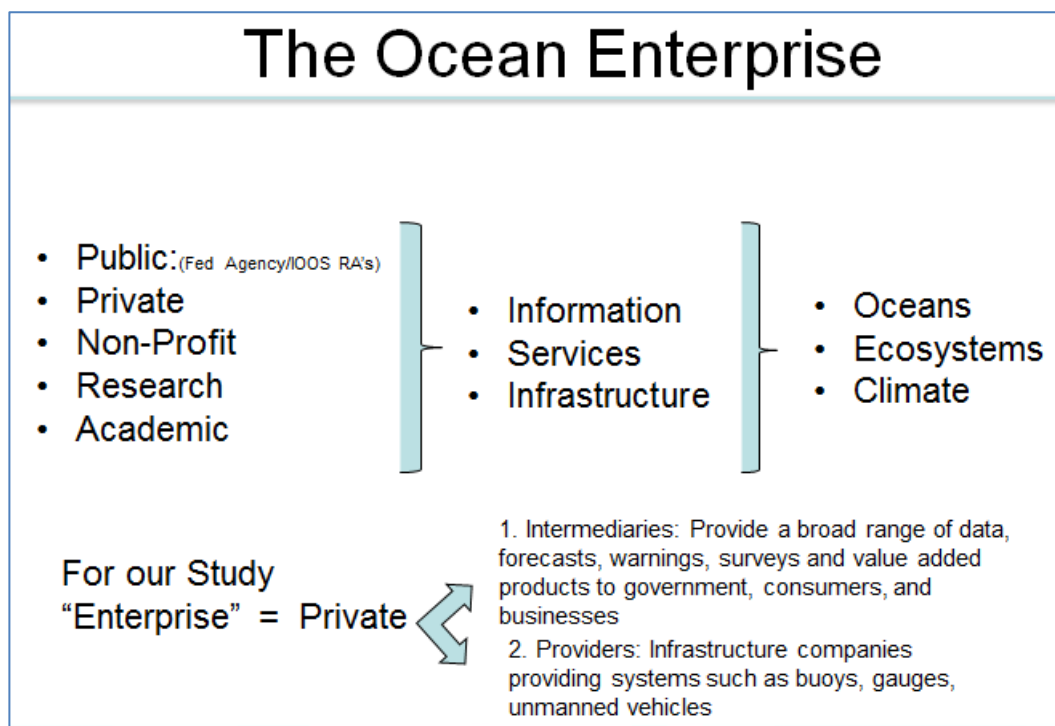 The Ocean Enterprise
• Public:(Fed Agency/IOOS RA's)
• Private
• Non-Profit
• Research
• Academic
• Information
• Services
• Infrastructure
• Oceans
• Ecosystems
• Climate
For our Study
“Enterprise” = Private
1. Intermediaries: Provide a broad range of data,
forecasts, warnings, surveys and value added
products to government, consumers, and
businesses
2. Providers: Infrastructure companies
providing systems such as buoys, gauges,
unmanned vehicles